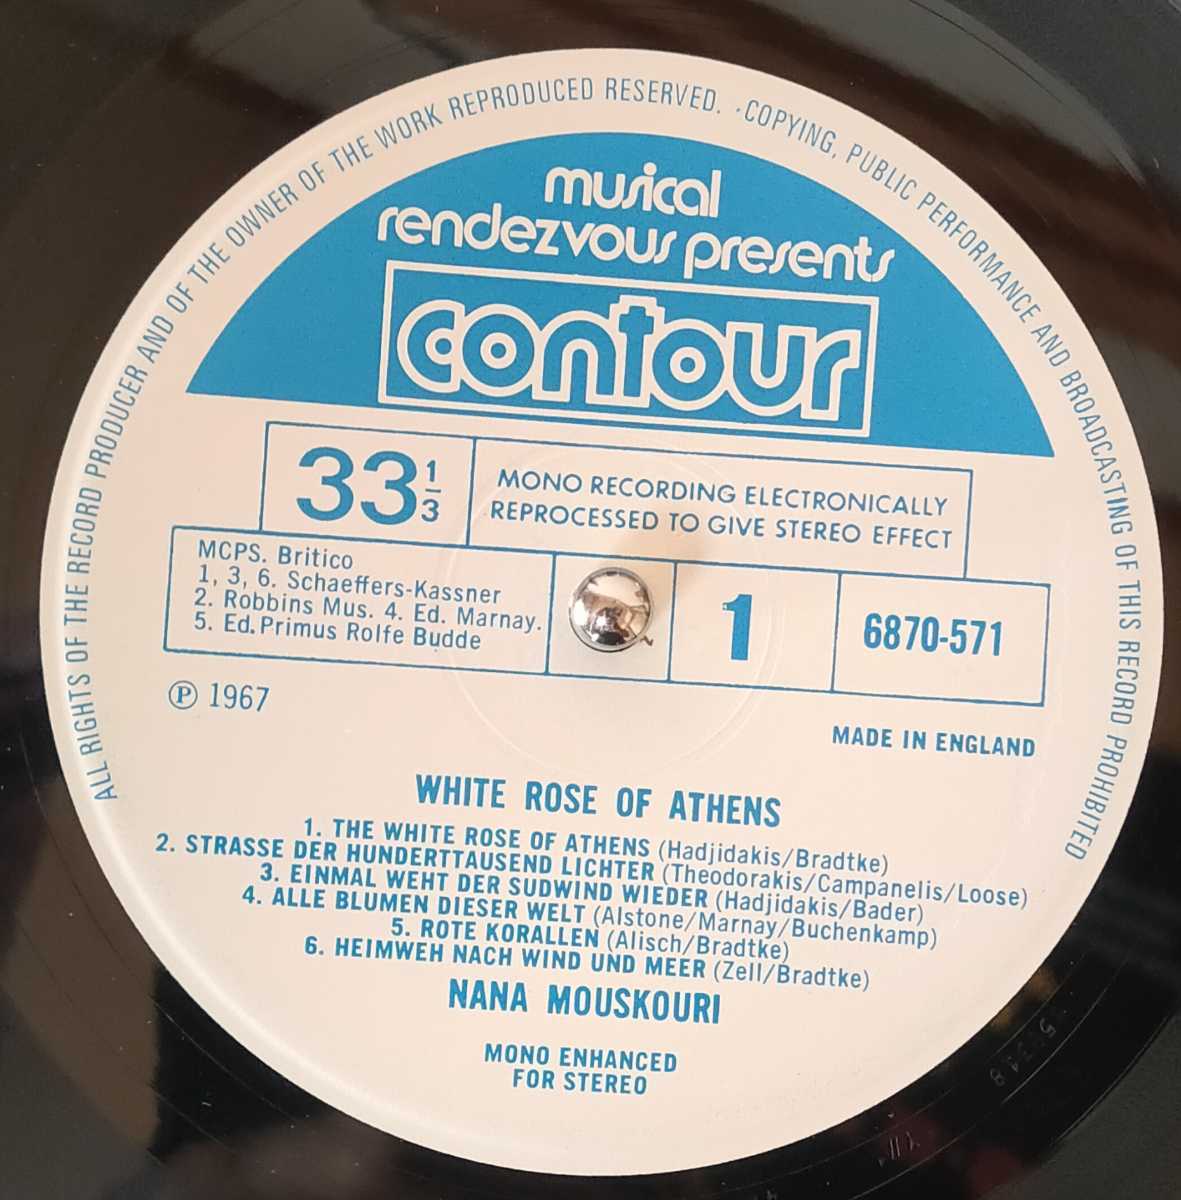 ALL RIGHTS OF THE RECORD PRODUCER AND OF THE OWNER OF THE WORK REPRODUCED RESERVED. ·COPYING, PUBLIC PERFORMANCE AND BROADCASTING OF THIS RECORD PROHIBITED
musical
rendezvous presents
contour
33 1/3
MONO RECORDING ELECTRONICALLY
REPROCESSED TO GIVE STEREO EFFECT
MCPS. Britico
1, 3, 6. Schaeffers-Kassner
2. Robbins Mus. 4. Ed. Marnay.
5. Ed. Primus Rolfe Budde
1
6870-571
Ⓟ 1967
MADE IN ENGLAND
WHITE ROSE OF ATHENS
1. THE WHITE ROSE OF ATHENS (Hadjidakis/Bradtke)
2. STRASSE DER HUNDERTTAUSEND LICHTER (Theodorakis/Campanelis/Loose)
3. EINMAL WEHT DER SUDWIND WIEDER (Hadjidakis/Bader)
4. ALLE BLUMEN DIESER WELT (Alstone/Marnay/Buchenkamp)
5. ROTE KORALLEN (Alisch/Bradtke)
6. HEIMWEH NACH WIND UND MEER (Zell/Bradtke)
NANA MOUSKOURI
MONO ENHANCED
FOR STEREO